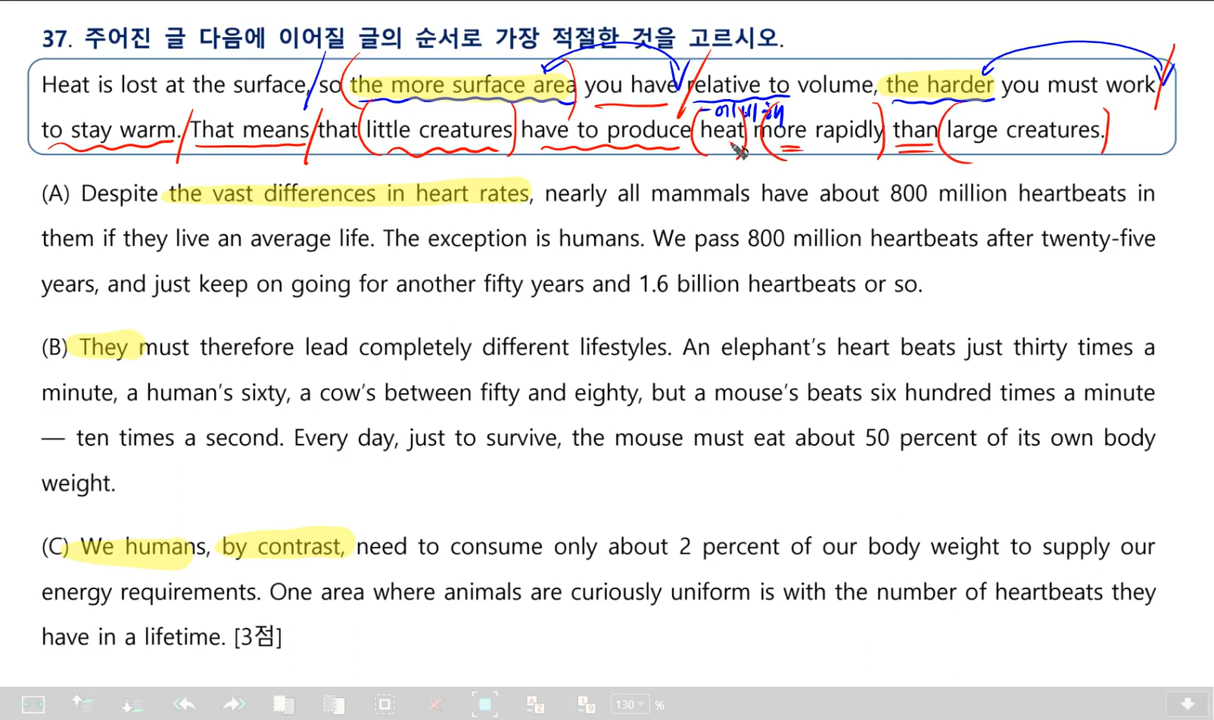 37. 주어진 글 다음에 이어질 글의 순서로 가장 적절한 것을 고르시오.
Heat is lost at the surface, so the more surface area you have relative to volume, the harder you must work
-에 비해
to stay warm. That means that little creatures have to produce heat more rapidly than large creatures.
(A) Despite the vast differences in heart rates, nearly all mammals have about 800 million heartbeats in
them if they live an average life. The exception is humans. We pass 800 million heartbeats after twenty-five
years, and just keep on going for another fifty years and 1.6 billion heartbeats or so.
(B) They must therefore lead completely different lifestyles. An elephant's heart beats just thirty times a
minute, a human's sixty, a cow's between fifty and eighty, but a mouse's beats six hundred times a minute
— ten times a second. Every day, just to survive, the mouse must eat about 50 percent of its own body
weight.
(C) We humans, by contrast, need to consume only about 2 percent of our body weight to supply our
energy requirements. One area where animals are curiously uniform is with the number of heartbeats they
have in a lifetime. [3점]
130 %